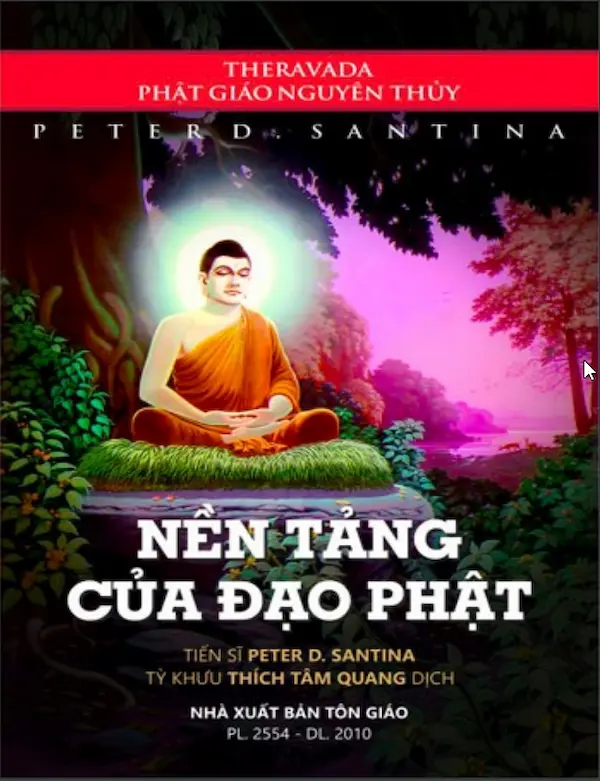 THERAVADA
PHẬT GIÁO NGUYÊN THỦY
PETER D. SANTINA
NỀN TẢNG
CỦA ĐẠO PHẬT
TIẾN SĨ PETER D. SANTINA
TỲ KHƯU THÍCH TÂM QUANG DỊCH
NHÀ XUẤT BẢN TÔN GIÁO
PL. 2554 - DL. 2010